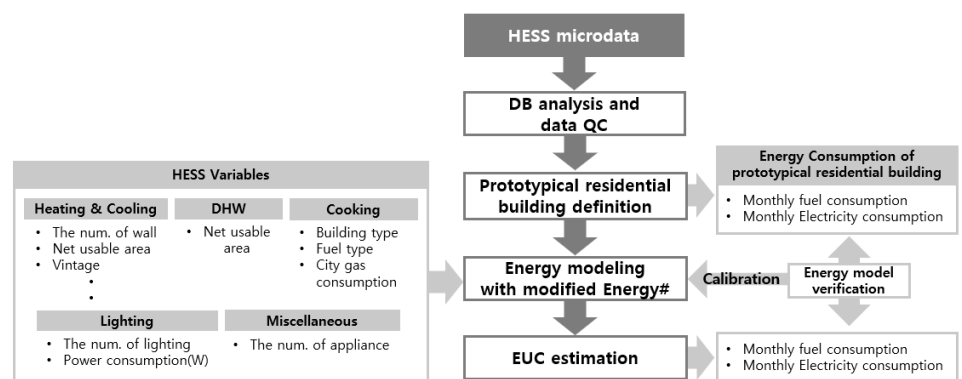 HESS microdata
DB analysis and
data QC
Prototypical residential
building definition
Energy modeling
with modified Energy#
EUC estimation
HESS Variables
Heating & Cooling
• The num. of wall
• Net usable area
• Vintage
•
•
DHW
• Net usable
area
Cooking
• Building type
• Fuel type
• City gas
consumption
Lighting
• The num. of lighting
• Power consumption(W)
Miscellaneous
• The num. of appliance
Energy Consumption of
prototypical residential building
• Monthly fuel consumption
• Monthly Electricity consumption
Calibration
Energy model
verification
• Monthly fuel consumption
• Monthly Electricity consumption